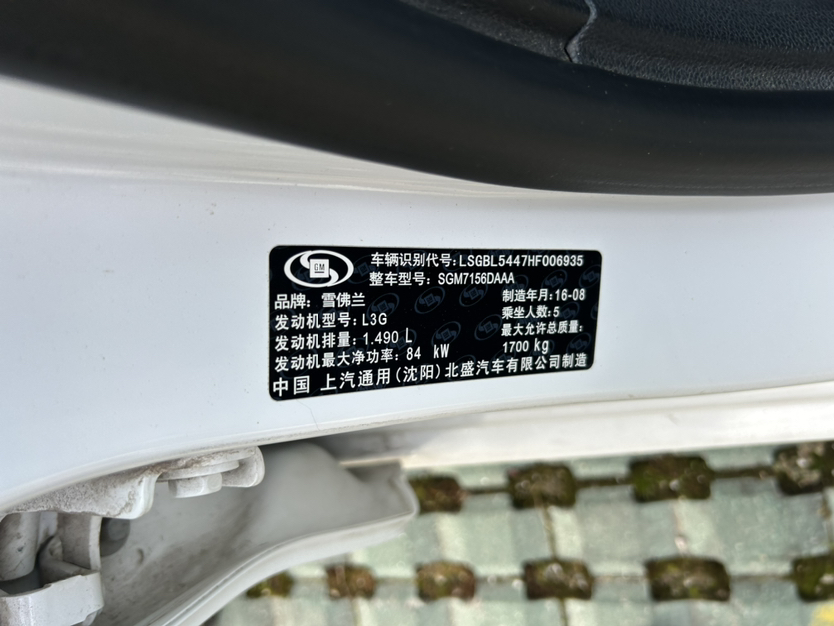 GM
车辆识别代号:LSGBL5447HF006935
整车型号:SGM7156DAAA
品牌: 雪佛兰
制造年月:16-08
发动机型号:L3G
乘坐人数:5
发动机排量:1.490 L
最大允许总质量:
发动机最大净功率:84 kW
1700 kg
中国 上汽通用(沈阳)北盛汽车有限公司制造